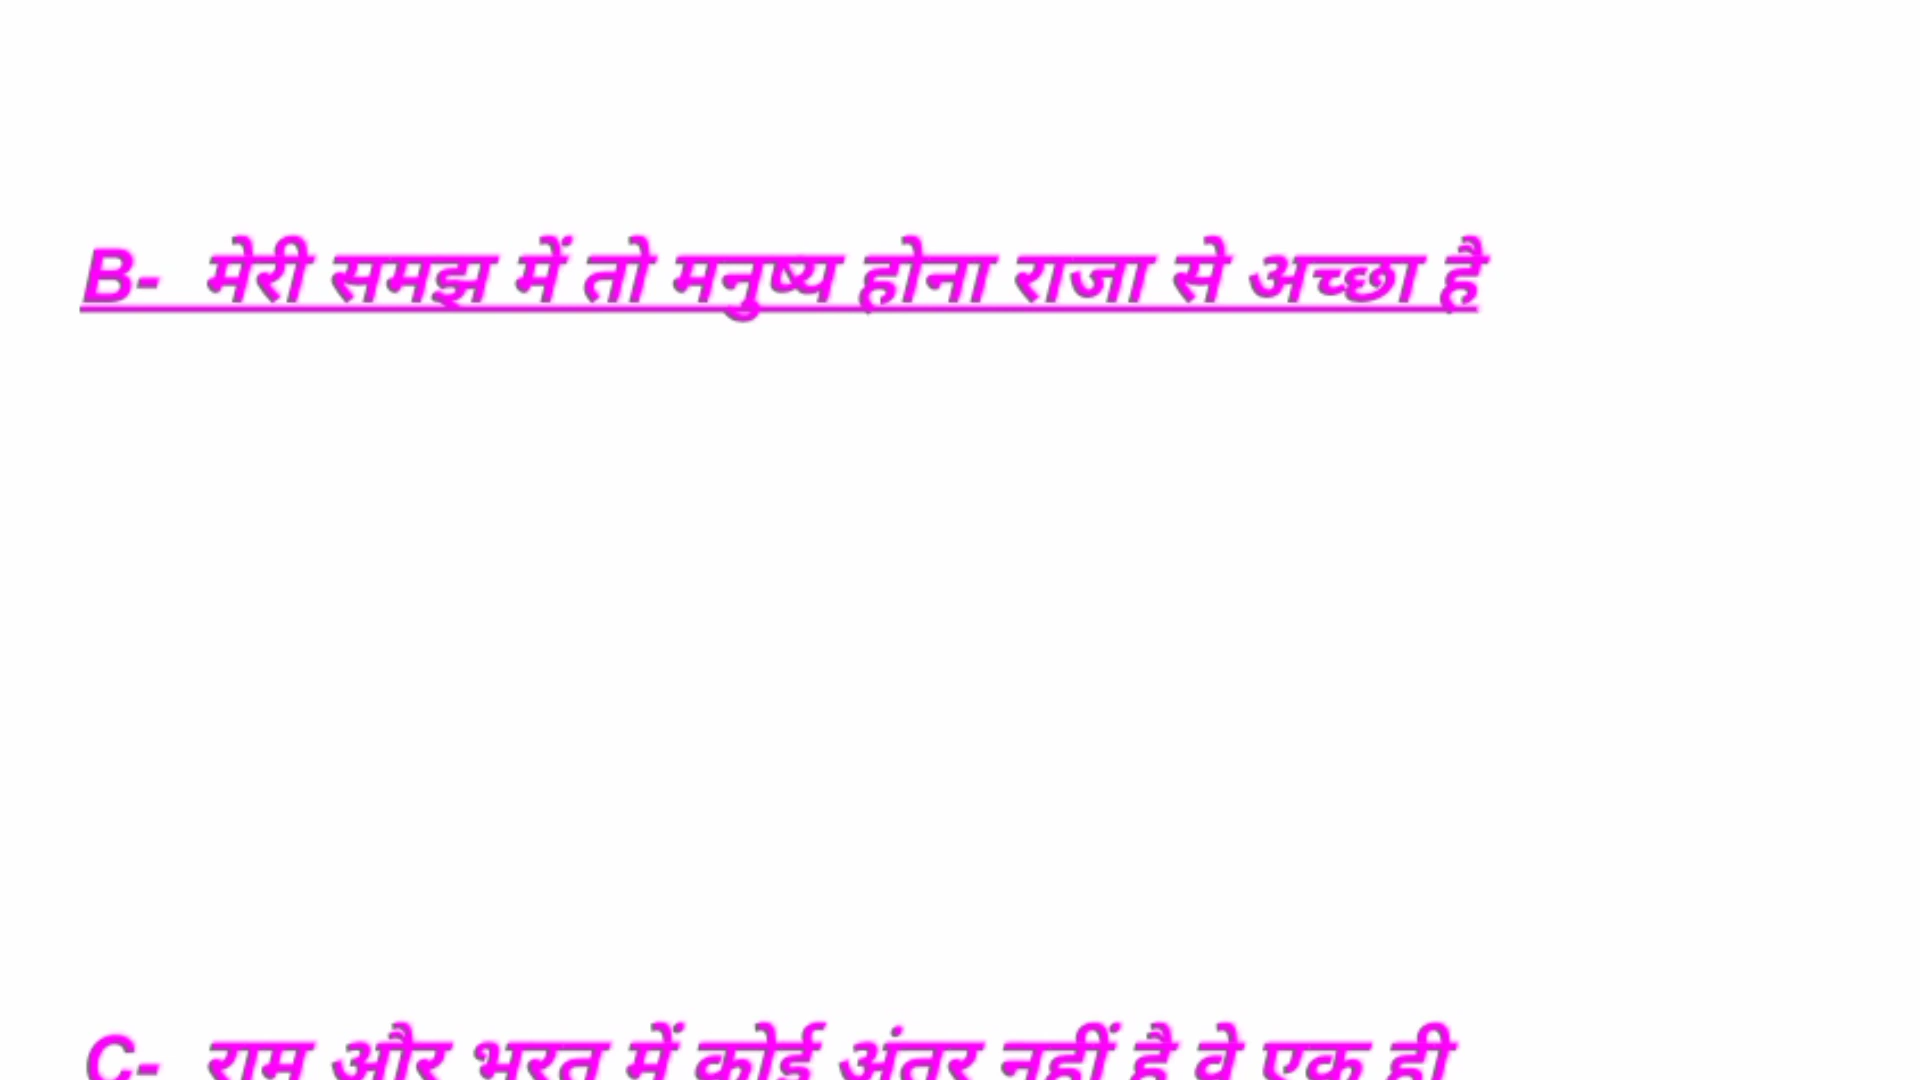 B- मेरी समझ में तो मनुष्य होना राजा से अच्छा है
C- राम और भरत में कोई अंतर नहीं है वे एक ही